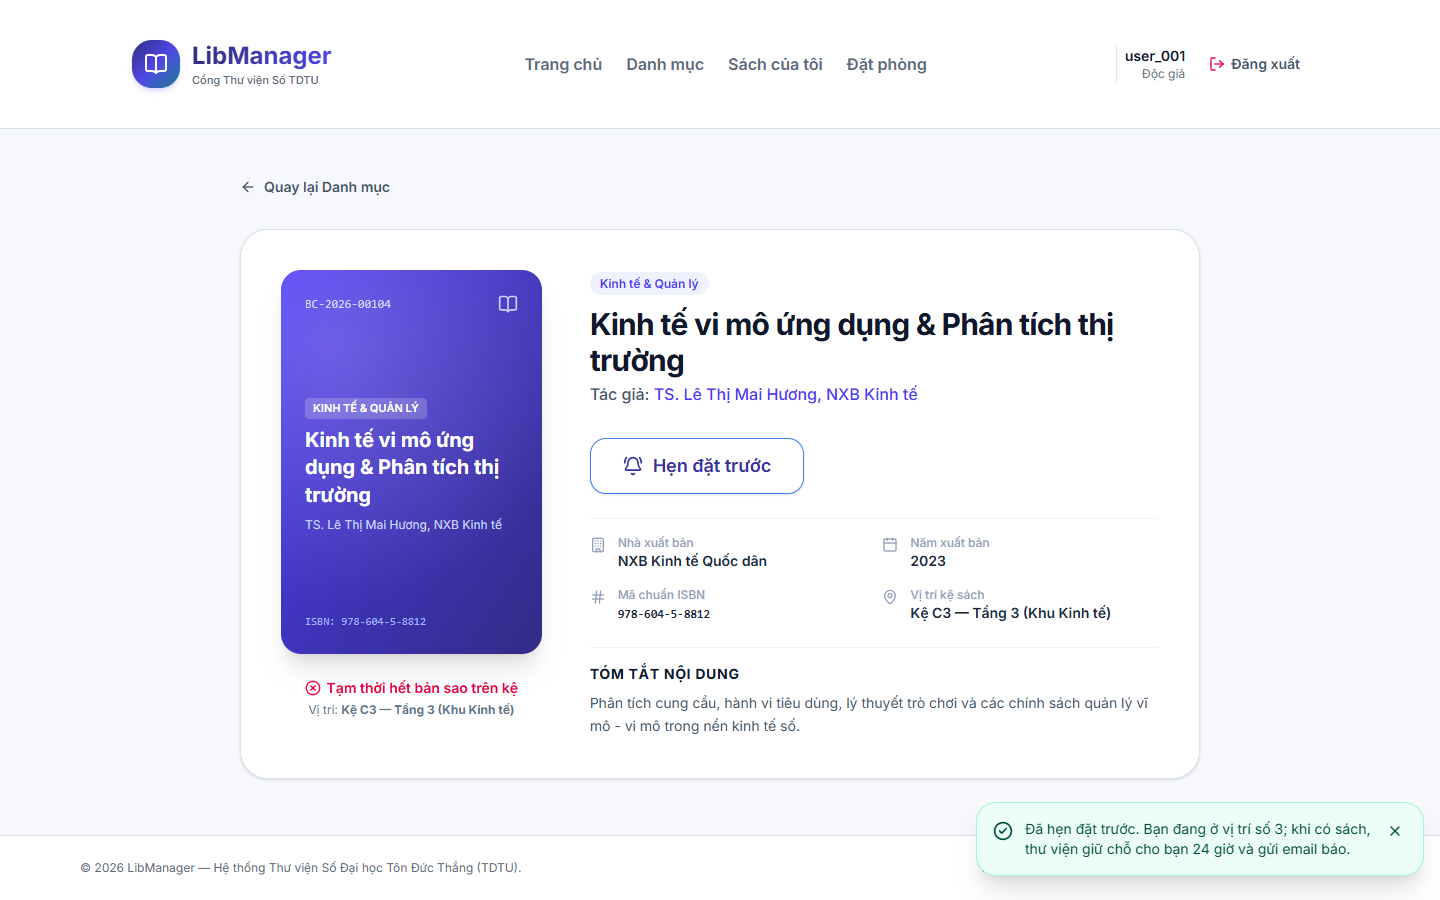 LibManager
Cổng Thư viện Số TDTU
Trang chủ
Danh mục
Sách của tôi
Đặt phòng
user_001
Độc giả
Đăng xuất
Quay lại Danh mục
BC-2026-00104
KINH TẾ & QUẢN LÝ
Kinh tế vi mô ứng
dụng & Phân tích thị
trường
TS. Lê Thị Mai Hương, NXB Kinh tế
ISBN: 978-604-5-8812
Tạm thời hết bản sao trên kệ
Vị trí: Kệ C3 — Tầng 3 (Khu Kinh tế)
Kinh tế & Quản lý
Kinh tế vi mô ứng dụng & Phân tích thị
trường
Tác giả: TS. Lê Thị Mai Hương, NXB Kinh tế
Hẹn đặt trước
Nhà xuất bản
NXB Kinh tế Quốc dân
Năm xuất bản
2023
Mã chuẩn ISBN
978-604-5-8812
Vị trí kệ sách
Kệ C3 — Tầng 3 (Khu Kinh tế)
TÓM TẮT NỘI DUNG
Phân tích cung cầu, hành vi tiêu dùng, lý thuyết trò chơi và các chính sách quản lý vĩ
mô - vi mô trong nền kinh tế số.
Đã hẹn đặt trước. Bạn đang ở vị trí số 3; khi có sách,
thư viện giữ chỗ cho bạn 24 giờ và gửi email báo.
© 2026 LibManager — Hệ thống Thư viện Số Đại học Tôn Đức Thắng (TDTU).